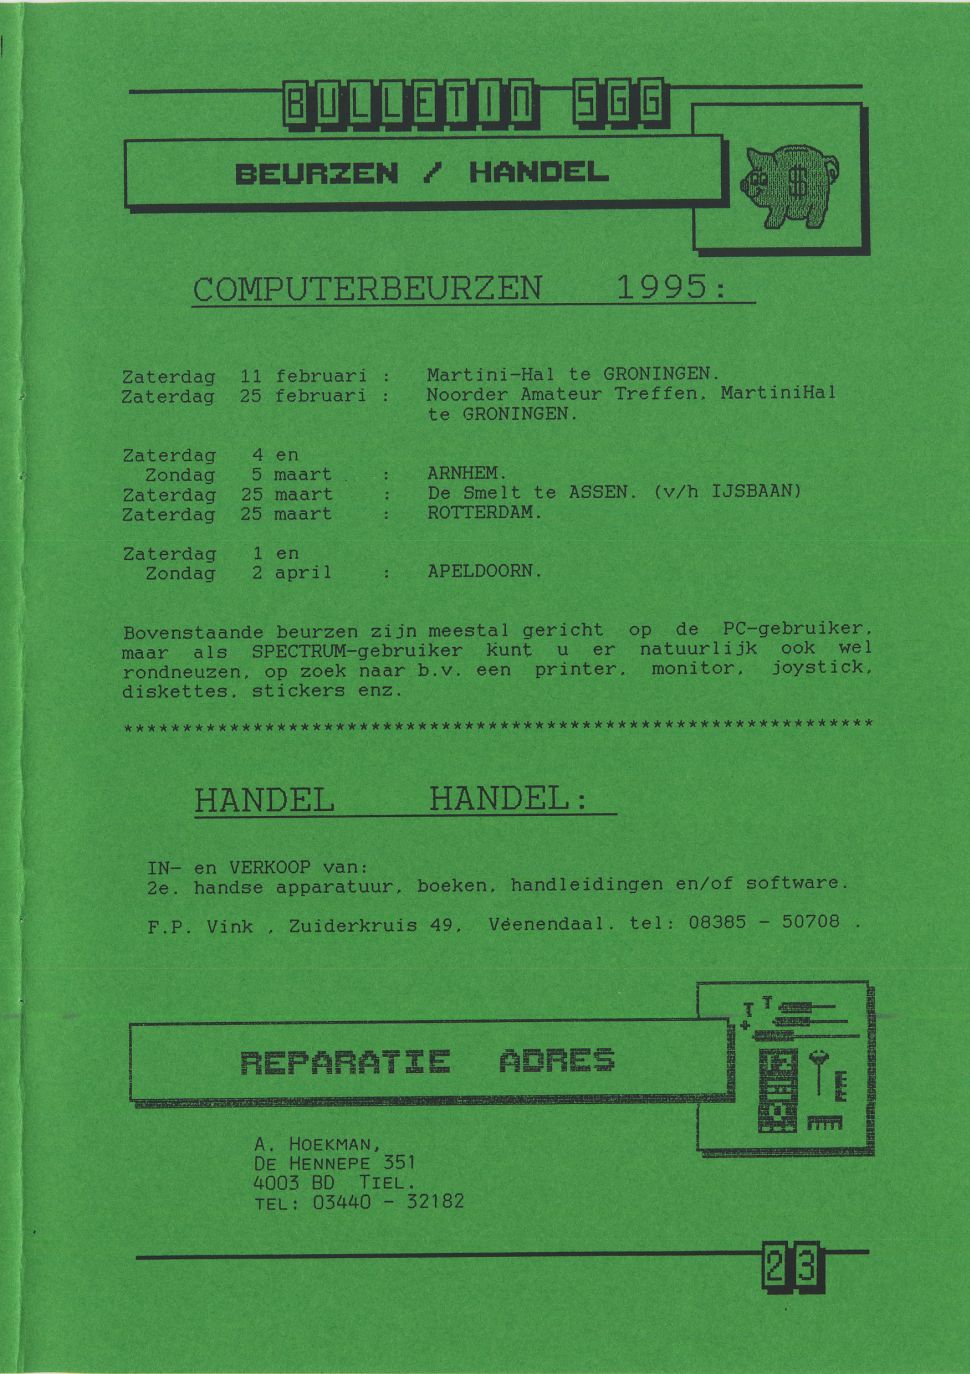 BULLETIN SGG
BEURZEN / HANDEL
$
COMPUTERBEURZEN 1995:
Zaterdag 11 februari : Martini-Hal te GRONINGEN.
Zaterdag 25 februari : Noorder Amateur Treffen, MartiniHal
te GRONINGEN.
Zaterdag 4 en
Zondag 5 maart : ARNHEM.
Zaterdag 25 maart : De Smelt te ASSEN. (v/h IJSBAAN)
Zaterdag 25 maart : ROTTERDAM.
Zaterdag 1 en
Zondag 2 april : APELDOORN.
Bovenstaande beurzen zijn meestal gericht op de PC-gebruiker,
maar als SPECTRUM-gebruiker kunt u er natuurlijk ook wel
rondneuzen, op zoek naar b.v. een printer, monitor, joystick,
diskettes, stickers enz.
****************************************************************
HANDEL HANDEL:
IN- en VERKOOP van:
2e. handse apparatuur, boeken, handleidingen en/of software.
F.P. Vink , Zuiderkruis 49, Veenendaal. tel: 08385 - 50708 .
REPARATIE ADRES
A. HOEKMAN,
DE HENNEPE 351
4003 BD TIEL.
TEL: 03440 - 32182
23